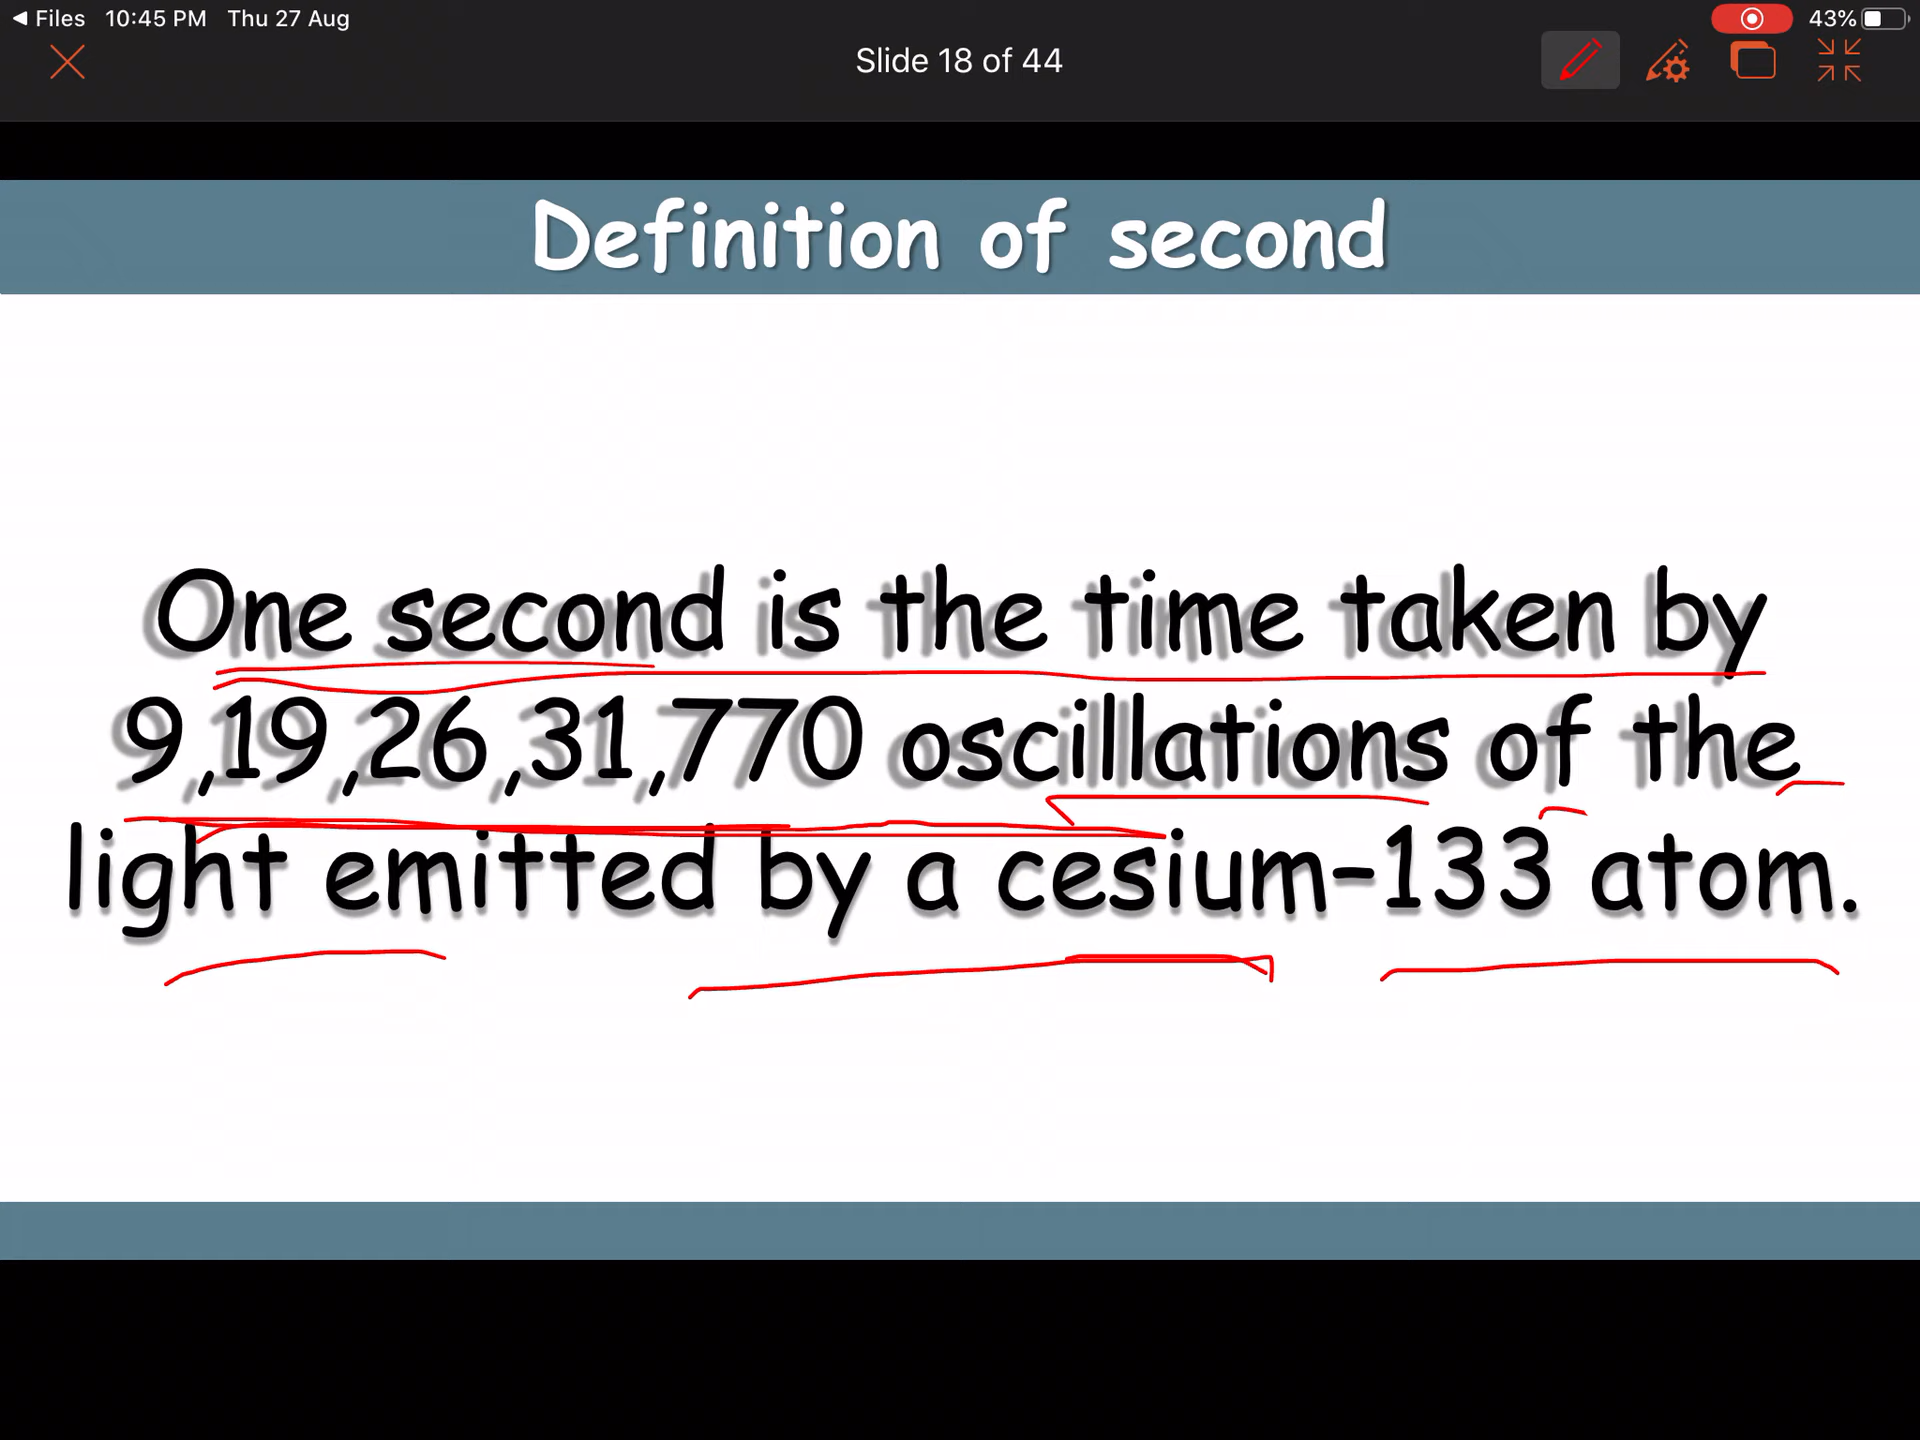 Files 10:45 PM Thu 27 Aug 43%
Slide 18 of 44
Definition of second
One second is the time taken by
9,19,26,31,770 oscillations of the
light emitted by a cesium-133 atom.